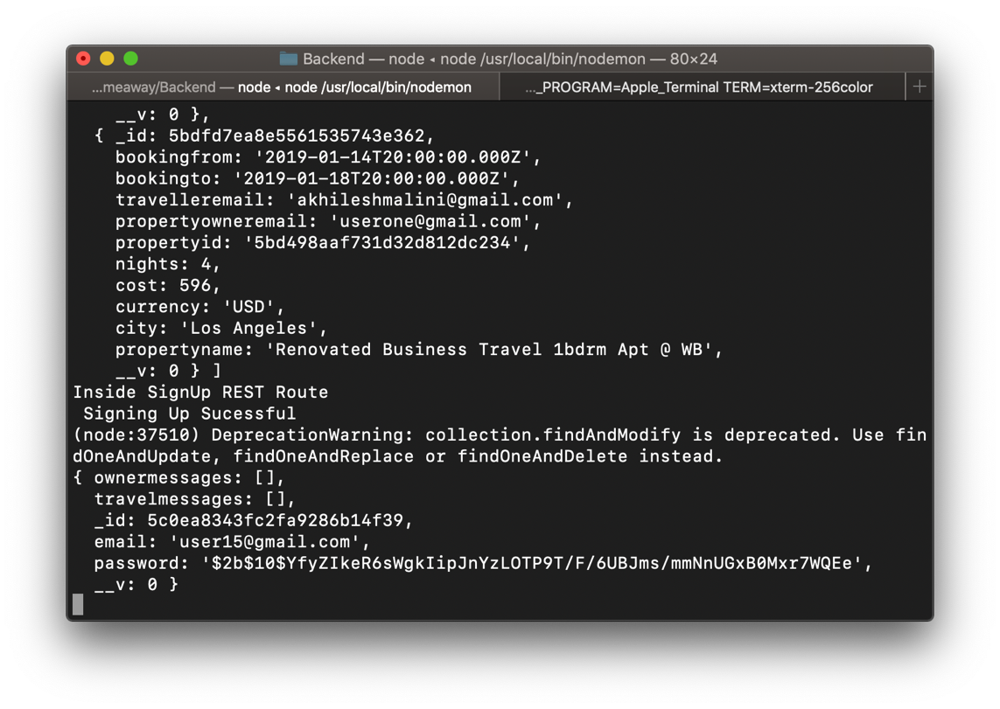 Backend — node ◂ node /usr/local/bin/nodemon — 80×24
...meaway/Backend — node ◂ node /usr/local/bin/nodemon
..._PROGRAM=Apple_Terminal TERM=xterm-256color
+
__v: 0 },
{ _id: 5bdfd7ea8e5561535743e362,
bookingfrom: '2019-01-14T20:00:00.000Z',
bookingto: '2019-01-18T20:00:00.000Z',
travelleremail: 'akhileshmalini@gmail.com',
propertyowneremail: 'userone@gmail.com',
propertyid: '5bd498aaf731d32d812dc234',
nights: 4,
cost: 596,
currency: 'USD',
city: 'Los Angeles',
propertyname: 'Renovated Business Travel 1bdrm Apt @ WB',
__v: 0 } ]
Inside SignUp REST Route
Signing Up Sucessful
(node:37510) DeprecationWarning: collection.findAndModify is deprecated. Use fin
dOneAndUpdate, findOneAndReplace or findOneAndDelete instead.
{ ownermessages: [],
travelmessages: [],
_id: 5c0ea8343fc2fa9286b14f39,
email: 'user15@gmail.com',
password: '$2b$10$YfyZIkeR6sWgkIipJnYzLOTP9T/F/6UBJms/mmNnUGxB0Mxr7WQEe',
__v: 0 }